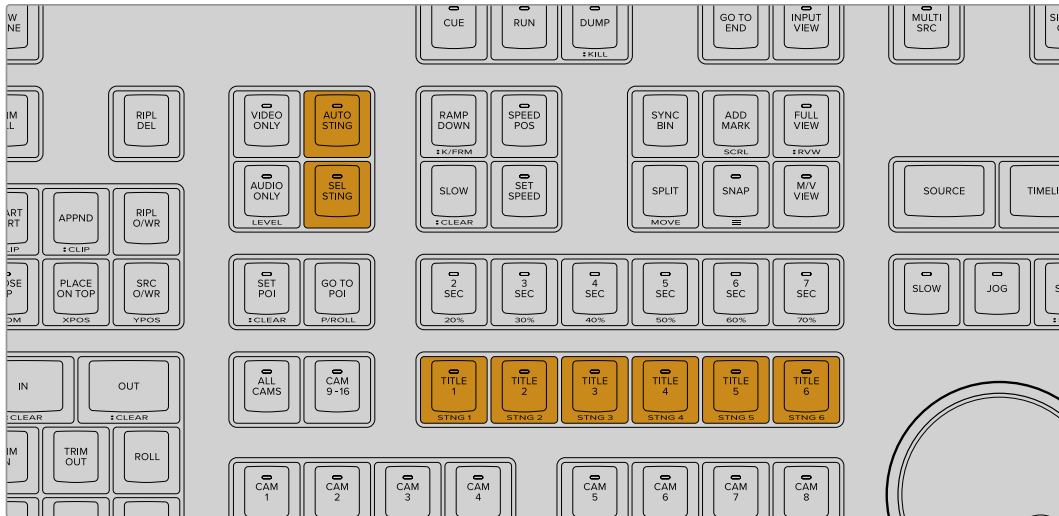 CUE
RUN
DUMP
GO TO
END
INPUT
VIEW
MULTI
SRC
:KILL
RIPL
DEL
VIDEO
ONLY
AUTO
STING
RAMP
DOWN
SPEED
POS
SYNC
BIN
ADD
MARK
FULL
VIEW
:K/FRM
SCRL
:RVW
APPND
RIPL
O/WR
AUDIO
ONLY
SEL
STING
SLOW
SET
SPEED
SPLIT
SNAP
M/V
VIEW
SOURCE
:CLIP
LEVEL
:CLEAR
MOVE
PLACE
ON TOP
SRC
O/WR
SET
POI
GO TO
POI
2
SEC
3
SEC
4
SEC
5
SEC
6
SEC
7
SEC
SLOW
JOG
XPOS
YPOS
:CLEAR
P/ROLL
20%
30%
40%
50%
60%
70%
IN
OUT
ALL
CAMS
CAM
9-16
TITLE
1
TITLE
2
TITLE
3
TITLE
4
TITLE
5
TITLE
6
:CLEAR
:CLEAR
STNG 1
STNG 2
STNG 3
STNG 4
STNG 5
STNG 6
TRIM
OUT
ROLL
CAM
1
CAM
2
CAM
3
CAM
4
CAM
5
CAM
6
CAM
7
CAM
8